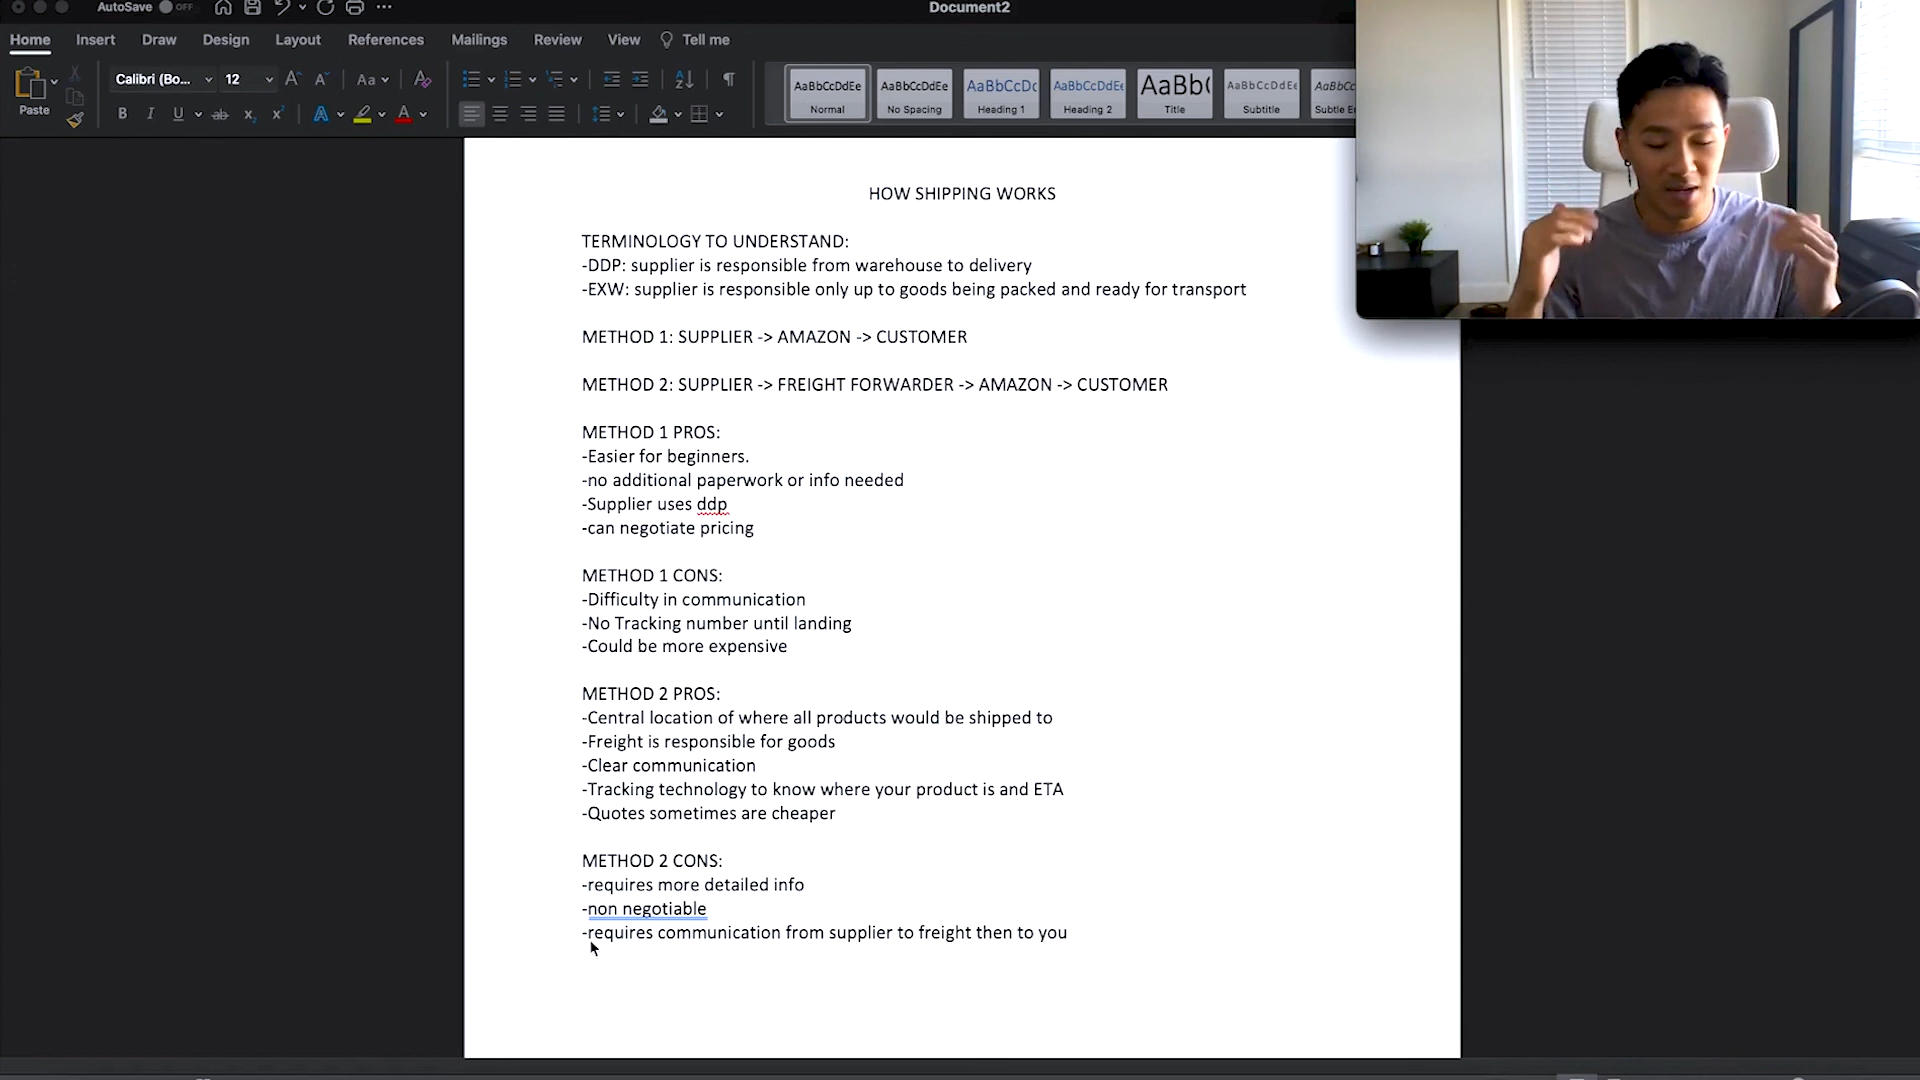 AutoSave OFF
Document2
Home Insert Draw Design Layout References Mailings Review View Tell me
Paste
Calibri (Bo... 12
AaBbCcDdEe Normal
AaBbCcDdEe No Spacing
AaBbCcDc Heading 1
AaBbCcDdEe Heading 2
AaBb( Title
AaBbCcDdEe Subtitle
AaBbCcDdEe Subtle E
HOW SHIPPING WORKS
TERMINOLOGY TO UNDERSTAND:
-DDP: supplier is responsible from warehouse to delivery
-EXW: supplier is responsible only up to goods being packed and ready for transport
METHOD 1: SUPPLIER -> AMAZON -> CUSTOMER
METHOD 2: SUPPLIER -> FREIGHT FORWARDER -> AMAZON -> CUSTOMER
METHOD 1 PROS:
-Easier for beginners.
-no additional paperwork or info needed
-Supplier uses ddp
-can negotiate pricing
METHOD 1 CONS:
-Difficulty in communication
-No Tracking number until landing
-Could be more expensive
METHOD 2 PROS:
-Central location of where all products would be shipped to
-Freight is responsible for goods
-Clear communication
-Tracking technology to know where your product is and ETA
-Quotes sometimes are cheaper
METHOD 2 CONS:
-requires more detailed info
-non negotiable
-requires communication from supplier to freight then to you